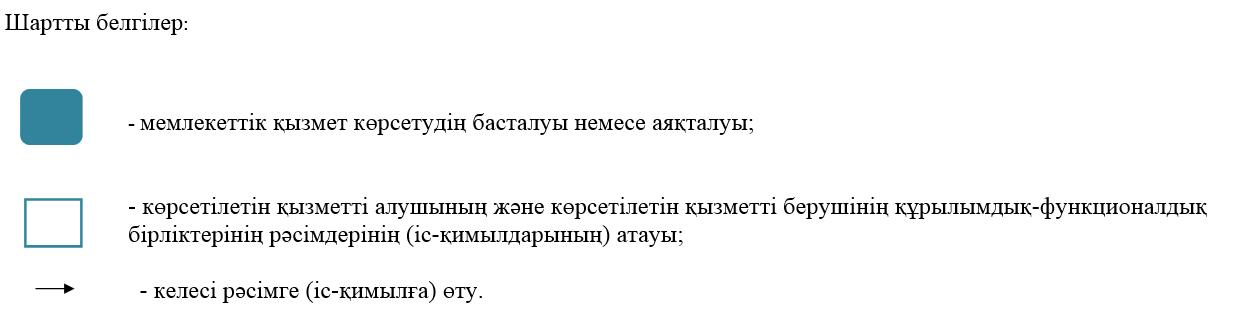 Шартты белгілер:
- мемлекеттік қызмет көрсетудің басталуы немесе аяқталуы;
- көрсетілетін қызметті алушының және көрсетілетін қызметті берушінің құрылымдық-функционалдық
бірліктерінің рәсімдерінің (іс-қимылдарының) атауы;
- келесі рәсімге (іс-қимылға) өту.